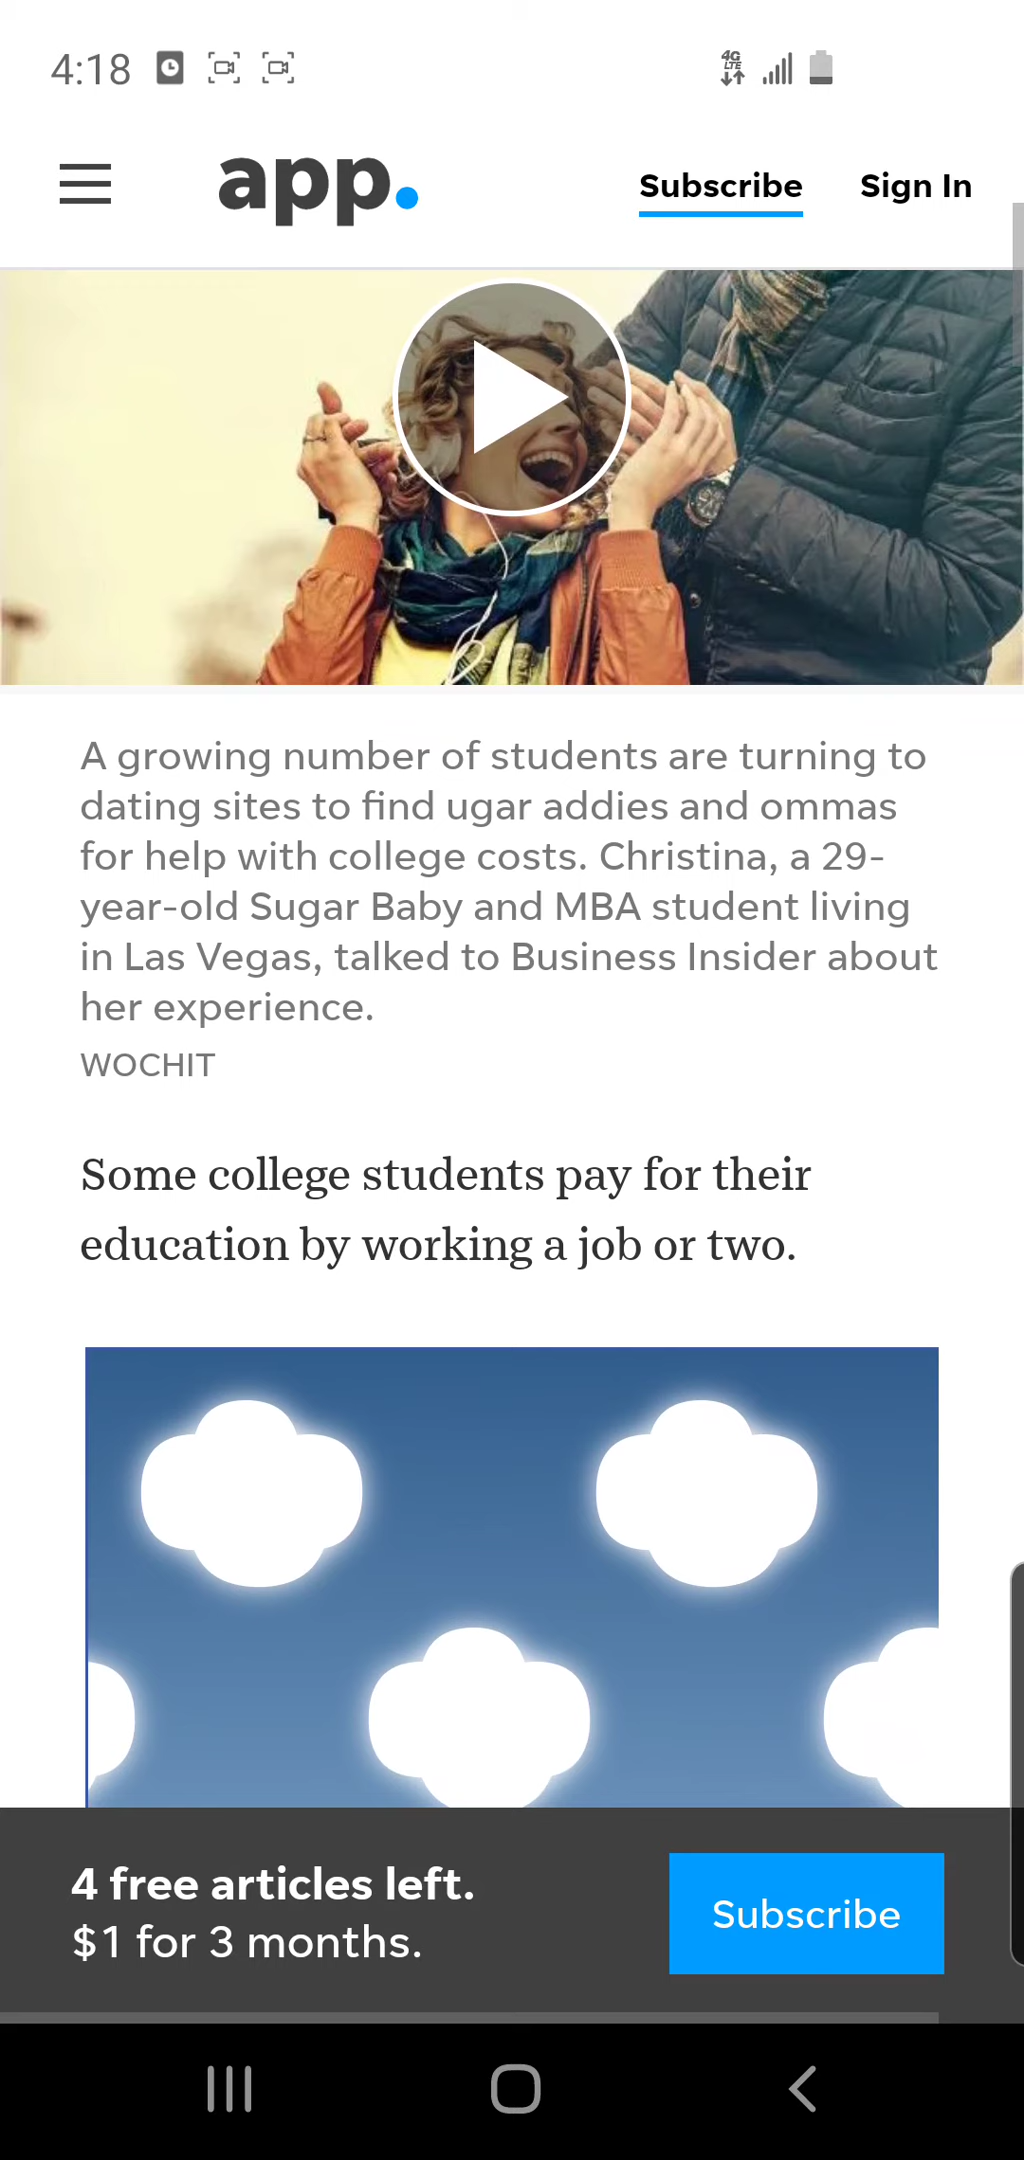 4:18
4G
LTE
app.
Subscribe
Sign In
A growing number of students are turning to
dating sites to find ugar addies and ommas
for help with college costs. Christina, a 29-
year-old Sugar Baby and MBA student living
in Las Vegas, talked to Business Insider about
her experience.
WOCHIT
Some college students pay for their
education by working a job or two.
4 free articles left.
$1 for 3 months.
Subscribe